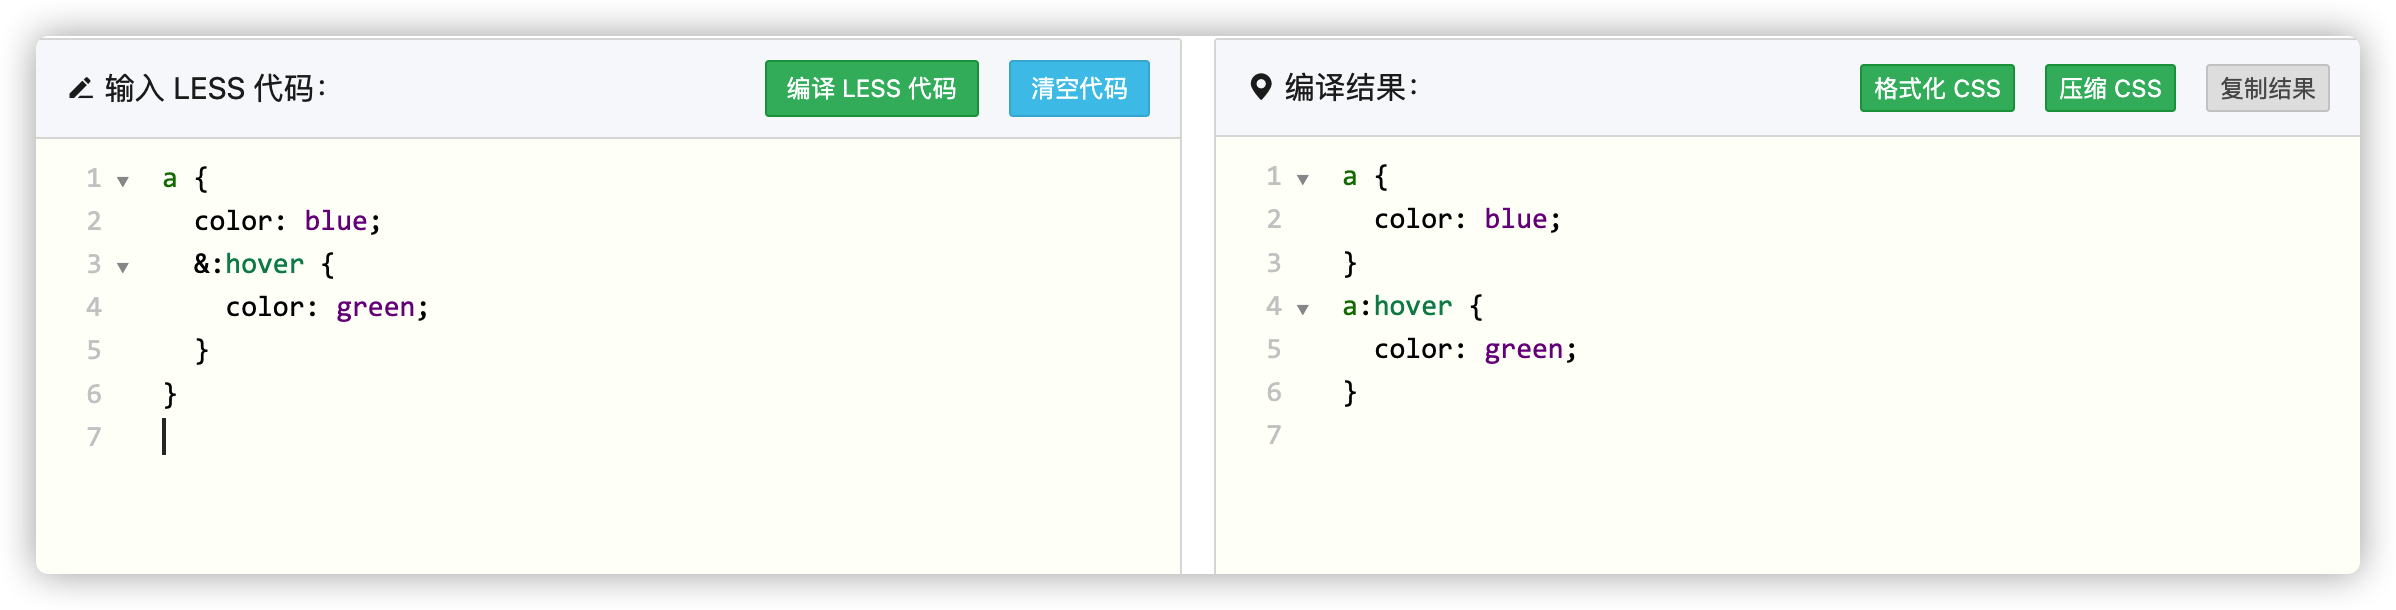 输入 LESS 代码：
编译 LESS 代码
清空代码
1 a {
2   color: blue;
3   &:hover {
4     color: green;
5   }
6 }
7
编译结果：
格式化 CSS
压缩 CSS
复制结果
1 a {
2   color: blue;
3 }
4 a:hover {
5   color: green;
6 }
7